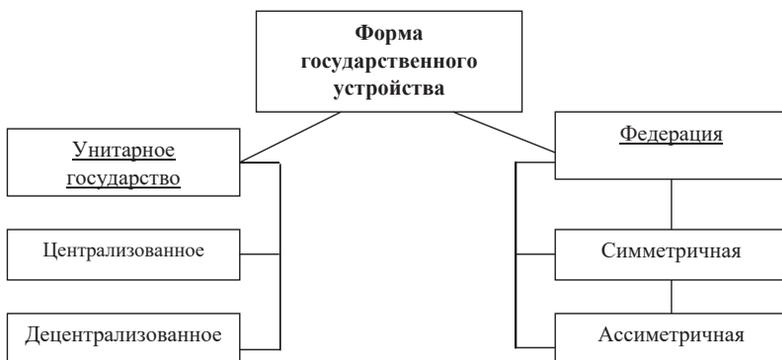 Форма
государственного
устройства
Унитарное
государство
Федерация
Централизованное
Симметричная
Децентрализованное
Ассиметричная